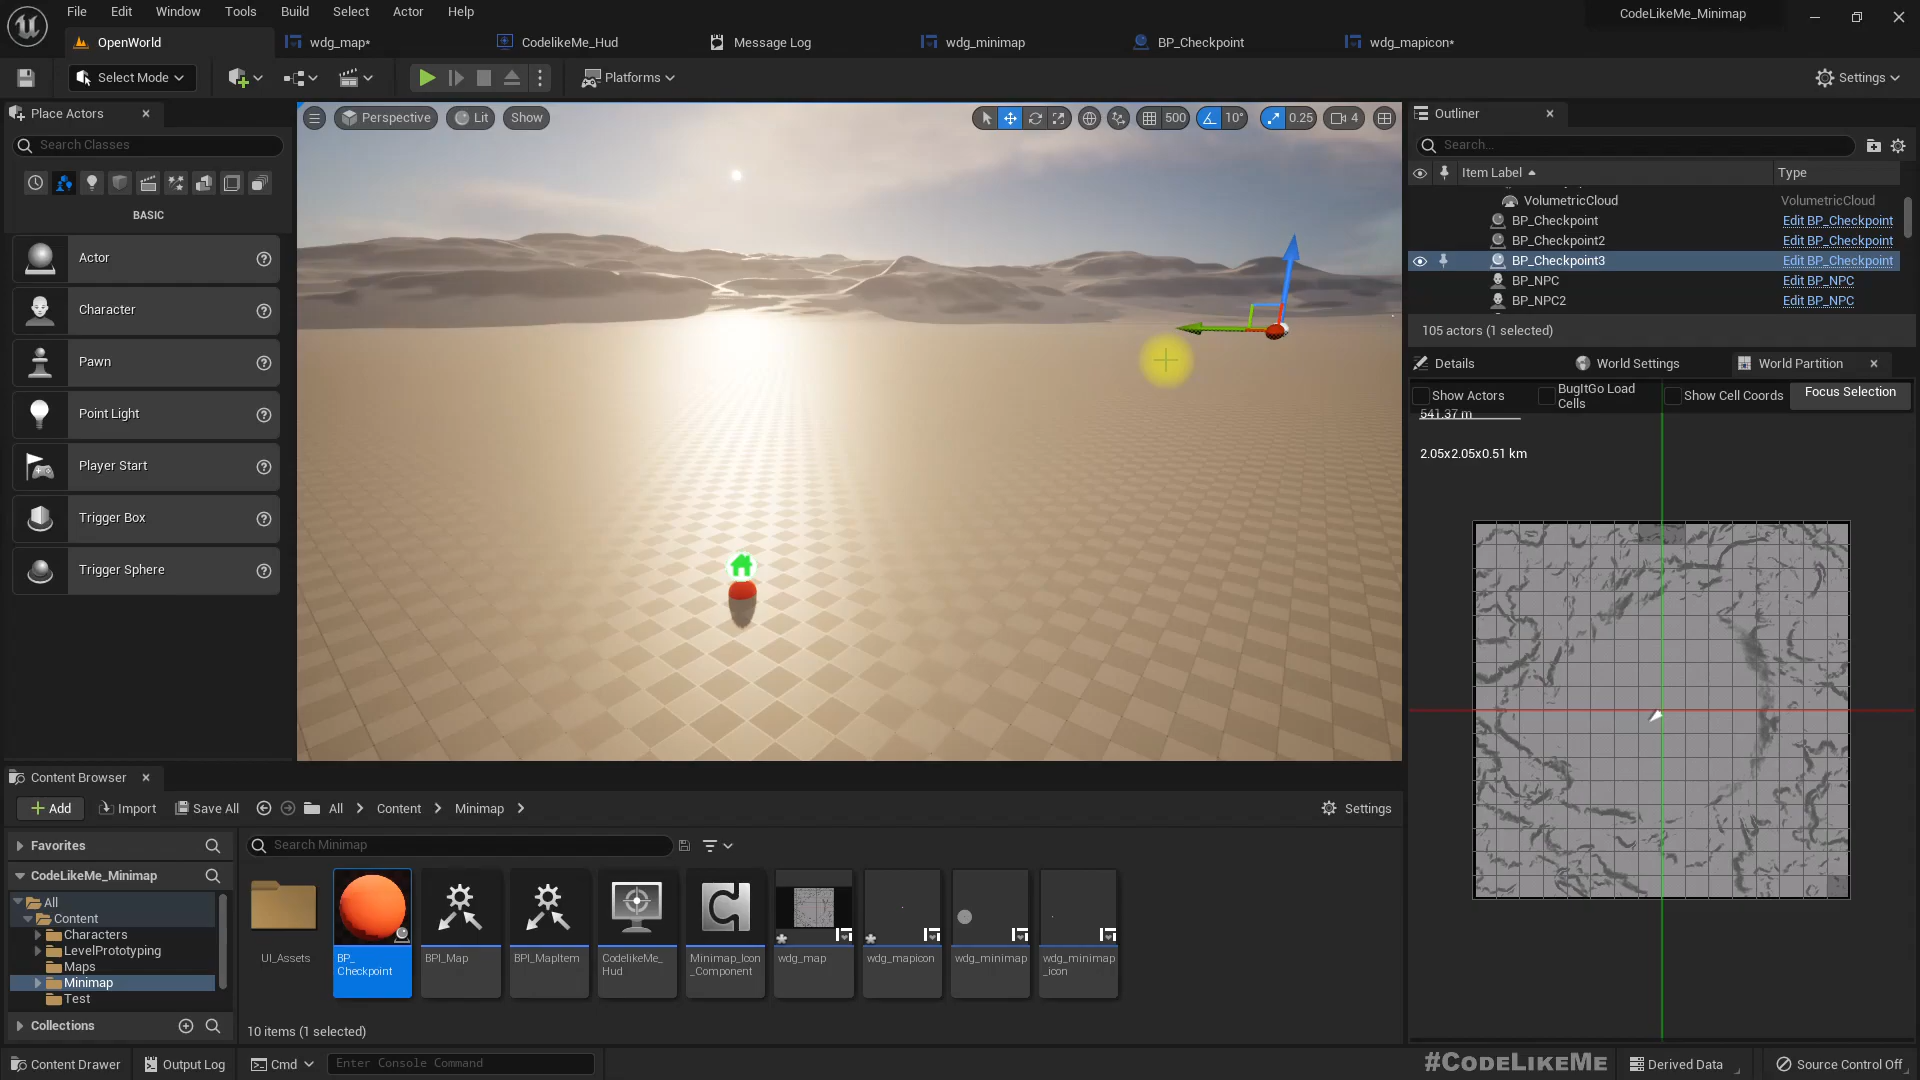 File Edit Window Tools Build Select Actor Help
CodeLikeMe_Minimap
OpenWorld
wdg_map*
CodelikeMe_Hud
Message Log
wdg_minimap
BP_Checkpoint
wdg_mapicon*
Select Mode
Platforms
Settings
Place Actors
Search Classes
BASIC
Actor
Character
Pawn
Point Light
Player Start
Trigger Box
Trigger Sphere
Perspective
Lit
Show
500
10°
0.25
4
Outliner
Search...
Item Label
Type
VolumetricCloud VolumetricCloud
BP_Checkpoint Edit BP_Checkpoint
BP_Checkpoint2 Edit BP_Checkpoint
BP_Checkpoint3 Edit BP_Checkpoint
BP_NPC Edit BP_NPC
BP_NPC2 Edit BP_NPC
105 actors (1 selected)
Details
World Settings
World Partition
Show Actors
BugItGo Load
Cells
Show Cell Coords
Focus Selection
541.37 m
2.05x2.05x0.51 km
Content Browser
Add
Import
Save All
All
Content
Minimap
Settings
Favorites
CodeLikeMe_Minimap
All
Content
Characters
LevelPrototyping
Maps
Minimap
Test
Collections
Search Minimap
UI_Assets
BP_
Checkpoint
BPI_Map
BPI_MapItem
CodelikeMe_
Hud
Minimap_Icon
_Component
wdg_map
wdg_mapicon
wdg_minimap
wdg_minimap
_icon
10 items (1 selected)
Content Drawer
Output Log
Cmd
Enter Console Command
#CODELIKEME
Derived Data
Source Control Off